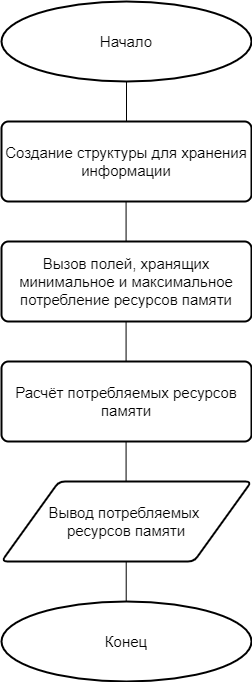 Начало
Создание структуры для хранения
информации
Вызов полей, хранящих
минимальное и максимальное
потребление ресурсов памяти
Расчёт потребляемых ресурсов
памяти
Вывод потребляемых
ресурсов памяти
Конец